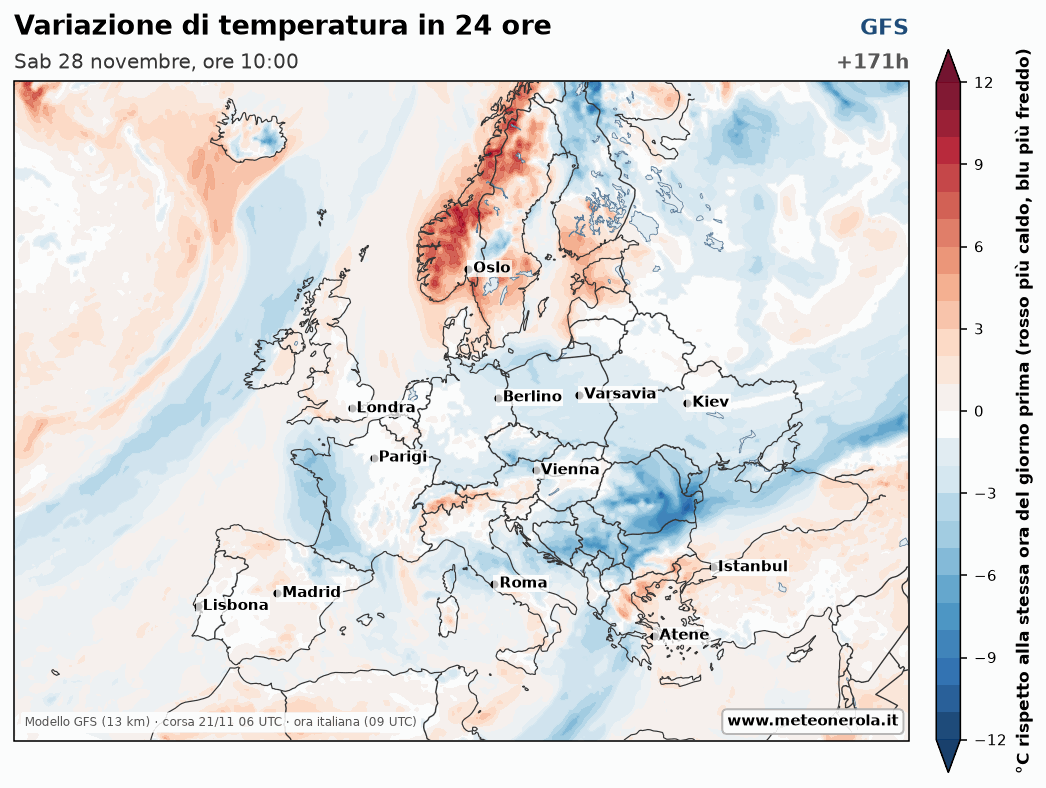 Variazione di temperatura in 24 ore
GFS
Sab 28 novembre, ore 10:00
+171h
Oslo
Londra
Berlino
Varsavia
Kiev
Parigi
Vienna
Istanbul
Roma
Madrid
Lisbona
Atene
Modello GFS (13 km) · corsa 21/11 06 UTC · ora italiana (09 UTC)
www.meteonerola.it
12
9
6
3
0
−3
−6
−9
−12
°C rispetto alla stessa ora del giorno prima (rosso più caldo, blu più freddo)